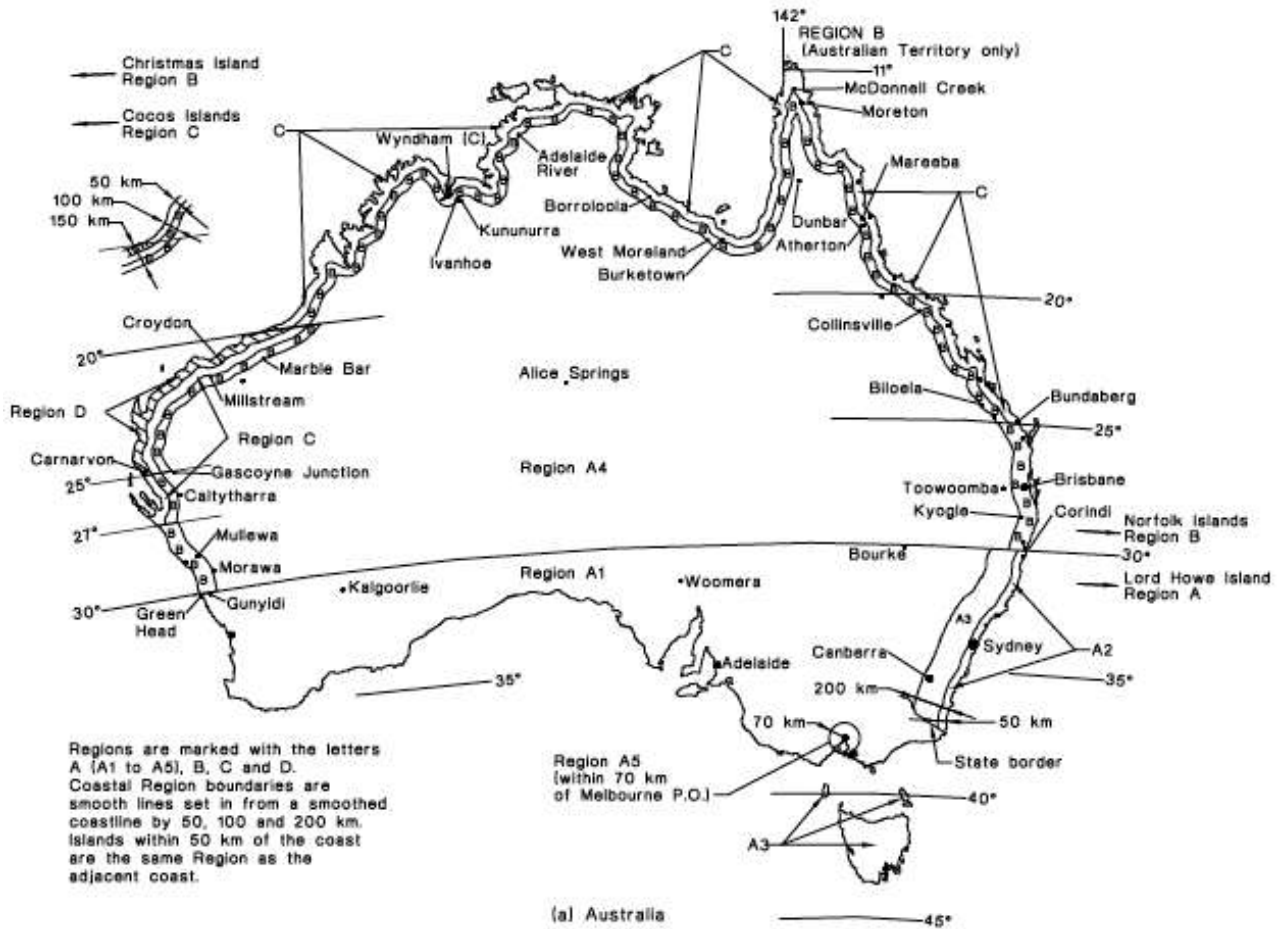 142°
REGION B
(Australian Territory only)
Christmas Island
Region B
Cocos Islands
Region C
C
11°
McDonnell Creek
Moreton
C
Wyndham (C)
Adelaide
River
Mareeba
50 km
100 km
150 km
C
Borroloola
Dunbar
Kununurra
Atherton
West Moreland
Ivanhoe
Burketown
20°
Collinsville
Croydon
20°
Marble Bar
Alice Springs
Biloela
Millstream
Bundaberg
Region D
25°
Region C
Carnarvon
Gascoyne Junction
Region A4
25°
Caltytharra
Toowoomba
Brisbane
Kyogle
Corindi
27°
Norfolk Islands
Region B
Mullewa
Bourke
30°
Morawa
Region A1
Woomera
Lord Howe Island
Region A
B
Kalgoorlie
30°
Gunyidi
Green
Head
A3
Sydney
A2
Canberra
Adelaide
35°
35°
200 km
50 km
70 km
Regions are marked with the letters
A (A1 to A5), B, C and D.
Coastal Region boundaries are
smooth lines set in from a smoothed
coastline by 50, 100 and 200 km.
Islands within 50 km of the coast
are the same Region as the
adjacent coast.
Region A5
(within 70 km
of Melbourne P.O.)
State border
40°
A3
(a) Australia
45°